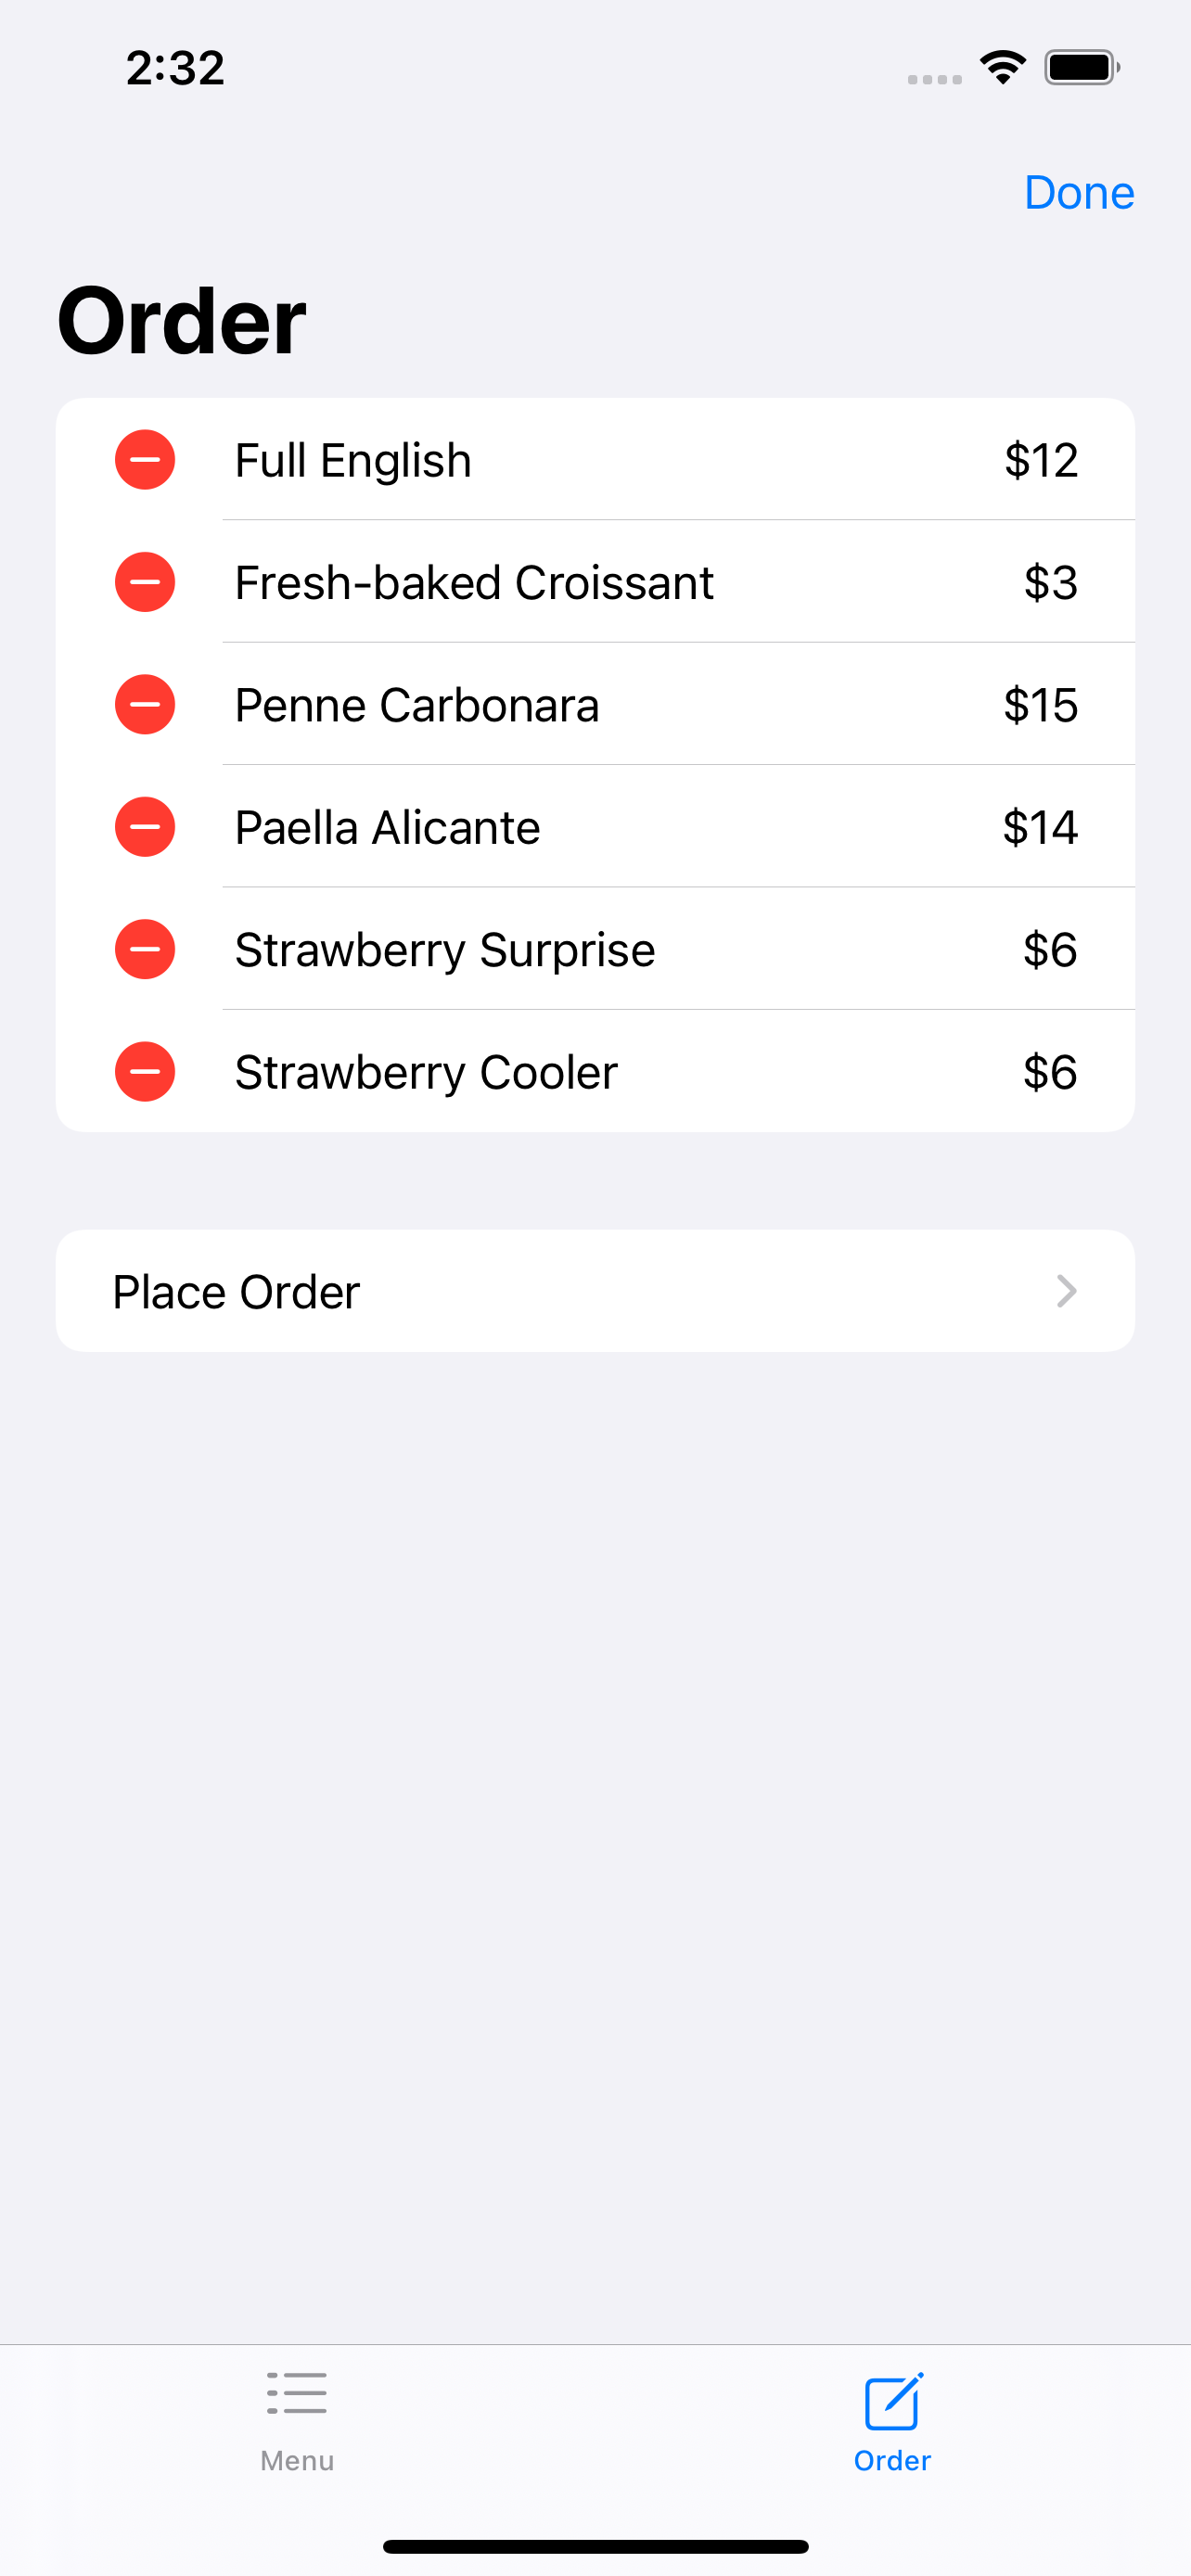 2:32
Done
Order
Full English $12
Fresh-baked Croissant $3
Penne Carbonara $15
Paella Alicante $14
Strawberry Surprise $6
Strawberry Cooler $6
Place Order
Menu Order